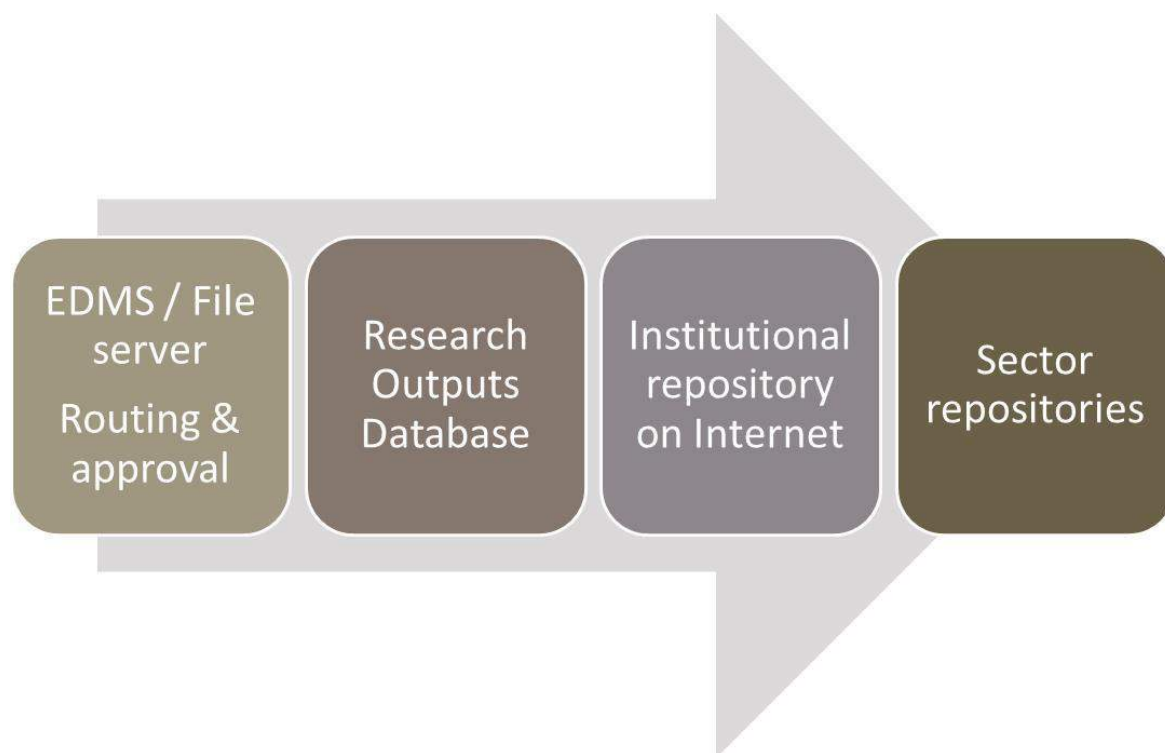 EDMS / File
server
Routing &
approval
Research
Outputs
Database
Institutional
repository
on Internet
Sector
repositories